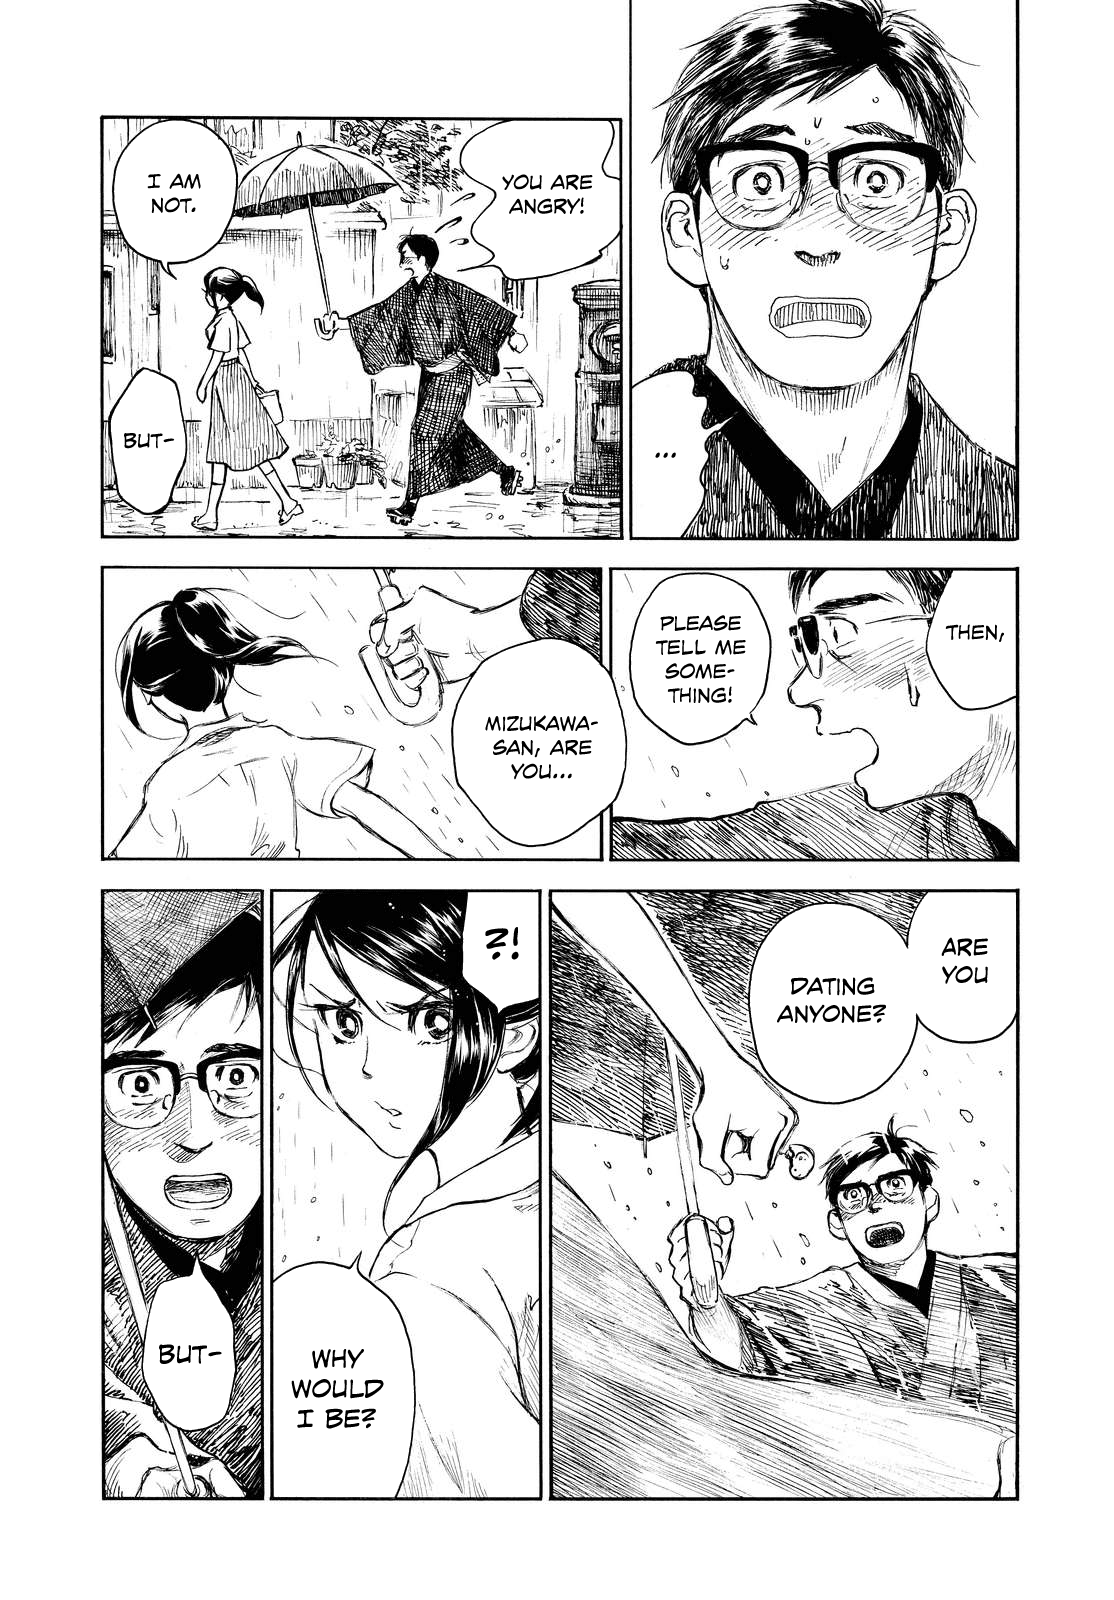 ...
YOU ARE
ANGRY!
I AM
NOT.
BUT-
THEN,
PLEASE
TELL ME
SOME-
THING!
MIZUKAWA-
SAN, ARE
YOU...
ARE
YOU
DATING
ANYONE?
?!
WHY
WOULD
I BE?
BUT-